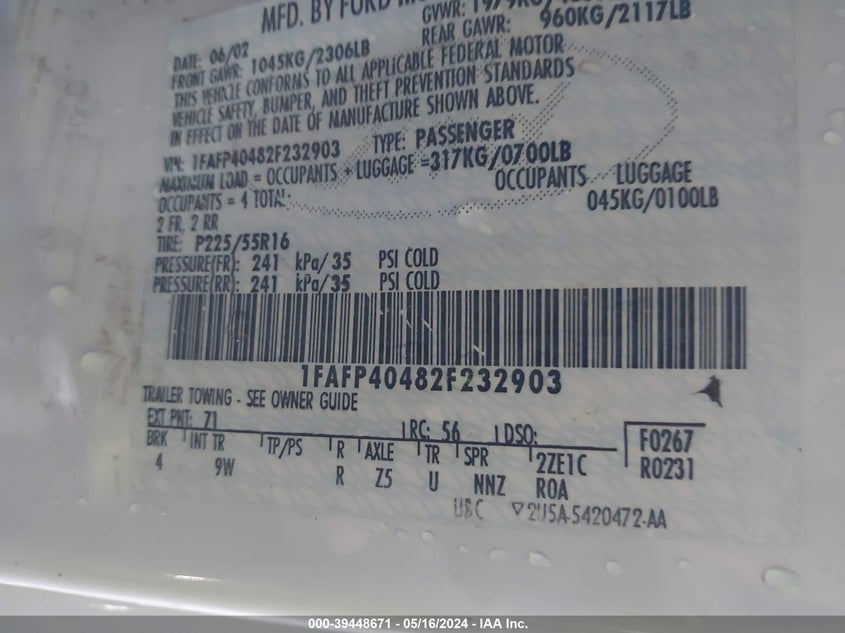 MFD. BY FORD
DATE: 06/02 GVWR:
FRONT GAWR: 1045KG/2306LB REAR GAWR: 960KG/2117LB
THIS VEHICLE CONFORMS TO ALL APPLICABLE FEDERAL MOTOR
VEHICLE SAFETY, BUMPER, AND THEFT PREVENTION STANDARDS
IN EFFECT ON THE DATE OF MANUFACTURE SHOWN ABOVE.
VIN: 1FAFP40482F232903 TYPE: PASSENGER
MAXIMUM LOAD = OCCUPANTS + LUGGAGE =317KG/0700LB
OCCUPANTS = 4 TOTAL: OCCUPANTS LUGGAGE
2 FR, 2 RR 045KG/0100LB
TIRE: P225/55R16
PRESSURE(FR): 241 kPa/ 35 PSI COLD
PRESSURE(RR): 241 kPa/ 35 PSI COLD
1FAFP40482F232903
TRAILER TOWING - SEE OWNER GUIDE
EXT PNT: 71 RC: 56 DSO: F0267
BRK INT TR TP/PS R AXLE TR SPR 2ZE1C R0231
4 9W R Z5 U NNZ ROA
UBC 2U5A-5420472-AA
000-39448671 - 05/16/2024 - IAA Inc.